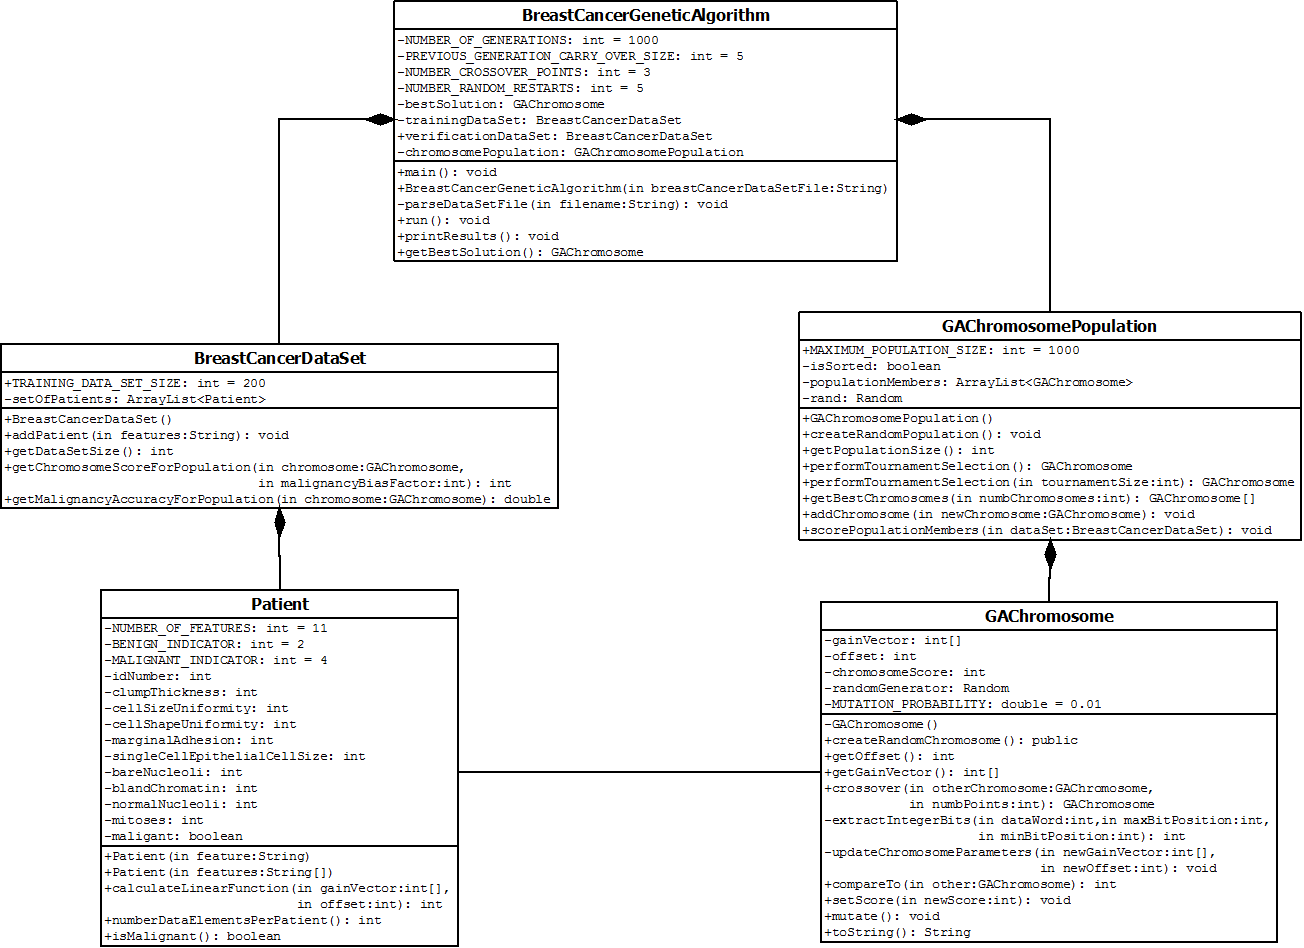 BreastCancerGeneticAlgorithm
-NUMBER_OF_GENERATIONS: int = 1000
-PREVIOUS_GENERATION_CARRY_OVER_SIZE: int = 5
-NUMBER_CROSSOVER_POINTS: int = 3
-NUMBER_RANDOM_RESTARTS: int = 5
-bestSolution: GAChromosome
-trainingDataSet: BreastCancerDataSet
+verificationDataSet: BreastCancerDataSet
-chromosomePopulation: GAChromosomePopulation
+main(): void
+BreastCancerGeneticAlgorithm(in breastCancerDataSetFile:String)
-parseDataSetFile(in filename:String): void
+run(): void
+printResults(): void
+getBestSolution(): GAChromosome
BreastCancerDataSet
+TRAINING_DATA_SET_SIZE: int = 200
-setOfPatients: ArrayList<Patient>
+BreastCancerDataSet()
+addPatient(in features:String): void
+getDataSetSize(): int
+getChromosomeScoreForPopulation(in chromosome:GAChromosome,
in malignancyBiasFactor:int): int
+getMalignancyAccuracyForPopulation(in chromosome:GAChromosome): double
GAChromosomePopulation
+MAXIMUM_POPULATION_SIZE: int = 1000
-isSorted: boolean
-populationMembers: ArrayList<GAChromosome>
-rand: Random
+GAChromosomePopulation()
+createRandomPopulation(): void
+getPopulationSize(): int
+performTournamentSelection(): GAChromosome
+performTournamentSelection(in tournamentSize:int): GAChromosome
+getBestChromosomes(in numbChromosomes:int): GAChromosome[]
+addChromosome(in newChromosome:GAChromosome): void
+scorePopulationMembers(in dataSet:BreastCancerDataSet): void
Patient
-NUMBER_OF_FEATURES: int = 11
-BENIGN_INDICATOR: int = 2
-MALIGNANT_INDICATOR: int = 4
-idNumber: int
-clumpThickness: int
-cellSizeUniformity: int
-cellShapeUniformity: int
-marginalAdhesion: int
-singleCellEpithelialCellSize: int
-bareNucleoli: int
-blandChromatin: int
-normalNucleoli: int
-mitoses: int
-maligant: boolean
+Patient(in feature:String)
+Patient(in features:String[])
+calculateLinearFunction(in gainVector:int[],
in offset:int): int
+numberDataElementsPerPatient(): int
+isMalignant(): boolean
GAChromosome
-gainVector: int[]
-offset: int
-chromosomeScore: int
-randomGenerator: Random
-MUTATION_PROBABILITY: double = 0.01
-GAChromosome()
+createRandomChromosome(): public
+getOffset(): int
+getGainVector(): int[]
+crossover(in otherChromosome:GAChromosome,
in numbPoints:int): GAChromosome
-extractIntegerBits(in dataWord:int,in maxBitPosition:int,
in minBitPosition:int): int
-updateChromosomeParameters(in newGainVector:int[],
in newOffset:int): void
+compareTo(in other:GAChromosome): int
+setScore(in newScore:int): void
+mutate(): void
+toString(): String